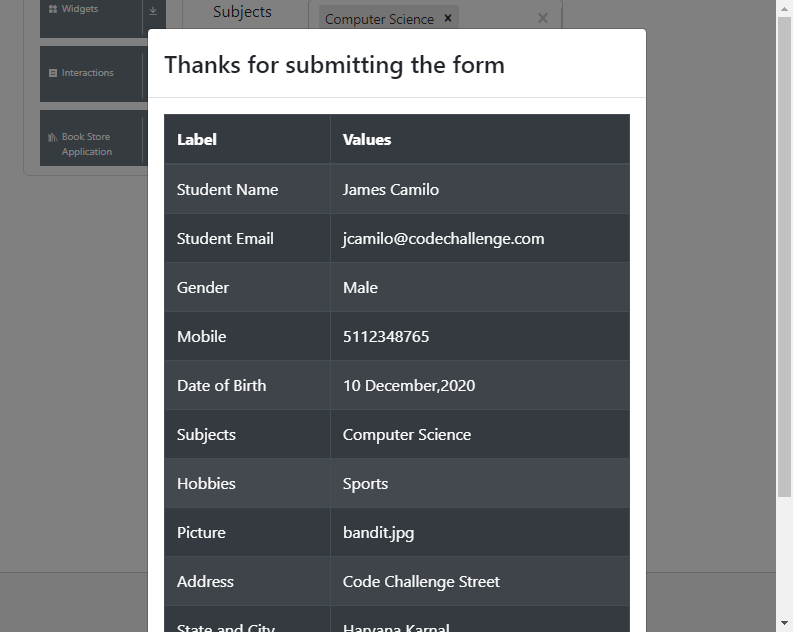 Widgets
Subjects
Computer Science ×
×
Interactions
Book Store
Application
Thanks for submitting the form
Label Values
Student Name James Camilo
Student Email jcamilo@codechallenge.com
Gender Male
Mobile 5112348765
Date of Birth 10 December,2020
Subjects Computer Science
Hobbies Sports
Picture bandit.jpg
Address Code Challenge Street
State and City Haryana Karnal